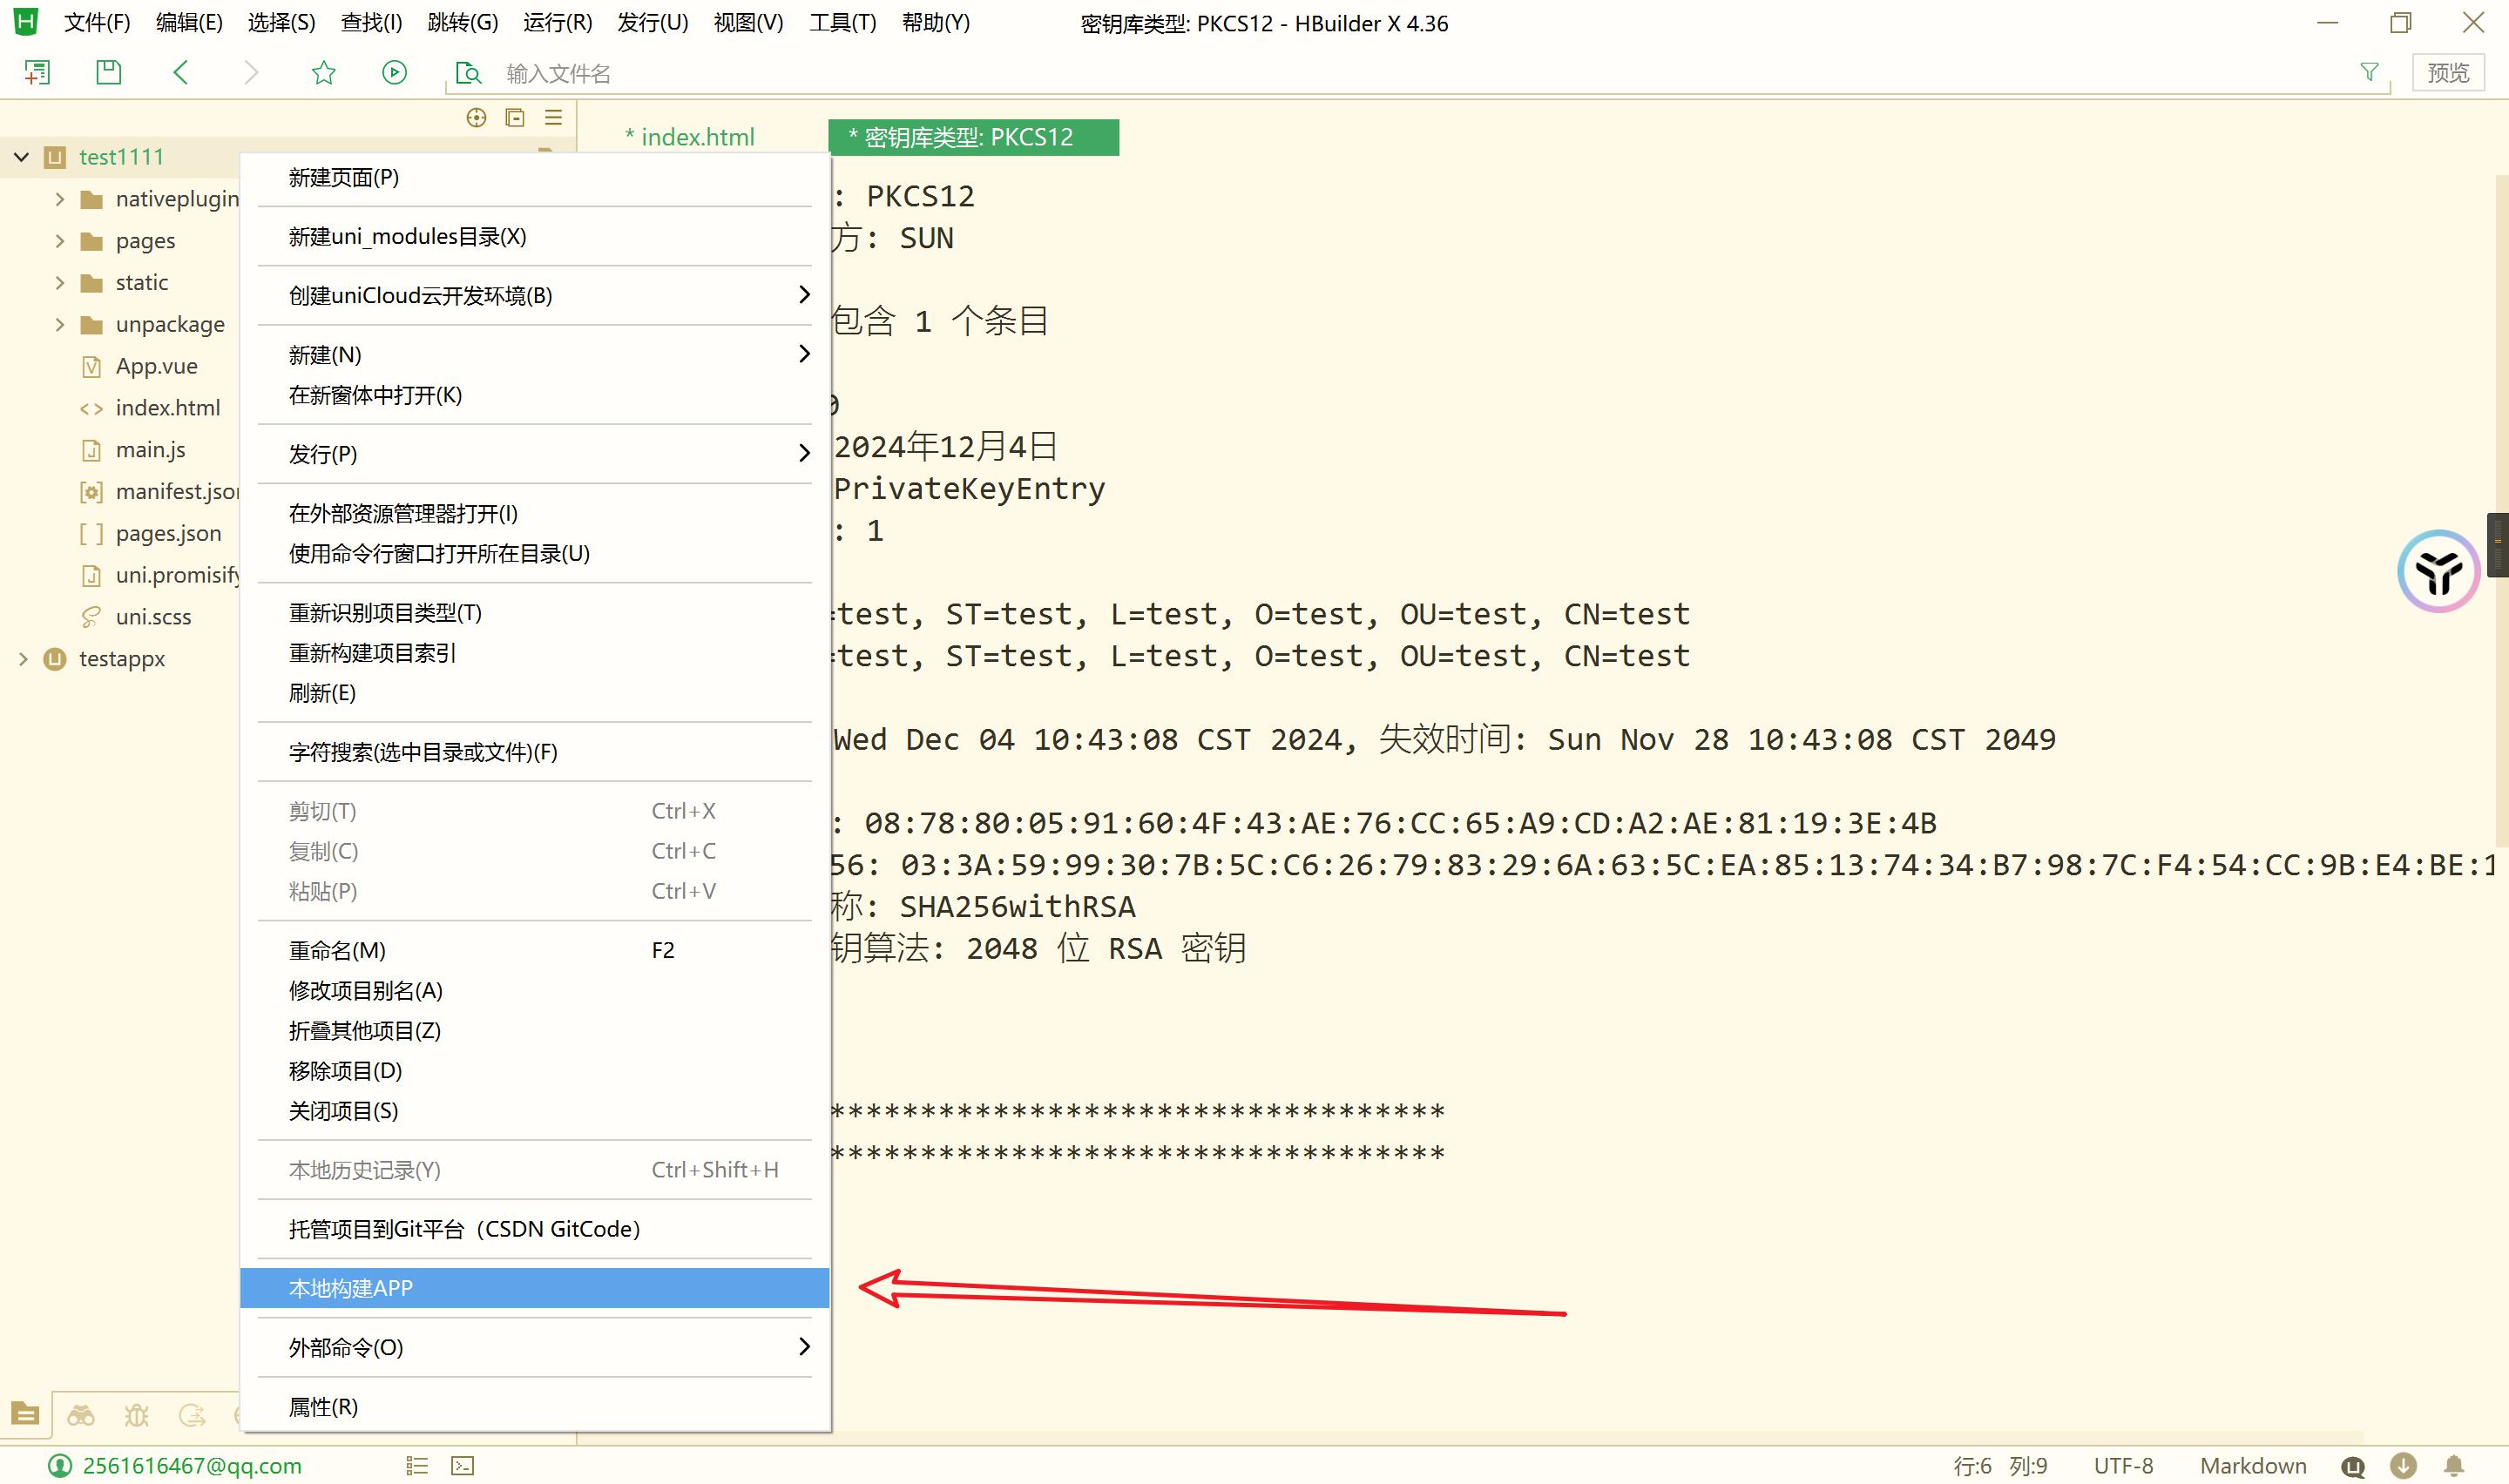 文件(F) 编辑(E) 选择(S) 查找(I) 跳转(G) 运行(R) 发行(U) 视图(V) 工具(T) 帮助(Y) 密钥库类型: PKCS12 - HBuilder X 4.36
输入文件名 预览
* index.html * 密钥库类型: PKCS12
test1111
nativeplugin
pages
static
unpackage
App.vue
index.html
main.js
manifest.json
pages.json
uni.promisify
uni.scss
testappx
新建页面(P)
新建uni_modules目录(X)
创建uniCloud云开发环境(B)
新建(N)
在新窗体中打开(K)
发行(P)
在外部资源管理器打开(I)
使用命令行窗口打开所在目录(U)
重新识别项目类型(T)
重新构建项目索引
刷新(E)
字符搜索(选中目录或文件)(F)
剪切(T) Ctrl+X
复制(C) Ctrl+C
粘贴(P) Ctrl+V
重命名(M) F2
修改项目别名(A)
折叠其他项目(Z)
移除项目(D)
关闭项目(S)
本地历史记录(Y) Ctrl+Shift+H
托管项目到Git平台（CSDN GitCode）
本地构建APP
外部命令(O)
属性(R)
: PKCS12
方: SUN
包含 1 个条目
0
2024年12月4日
PrivateKeyEntry
: 1
=test, ST=test, L=test, O=test, OU=test, CN=test
=test, ST=test, L=test, O=test, OU=test, CN=test
Wed Dec 04 10:43:08 CST 2024, 失效时间: Sun Nov 28 10:43:08 CST 2049
: 08:78:80:05:91:60:4F:43:AE:76:CC:65:A9:CD:A2:AE:81:19:3E:4B
56: 03:3A:59:99:30:7B:5C:C6:26:79:83:29:6A:63:5C:EA:85:13:74:34:B7:98:7C:F4:54:CC:9B:E4:BE:1
称: SHA256withRSA
钥算法: 2048 位 RSA 密钥
**********************************
**********************************
2561616467@qq.com 行:6 列:9 UTF-8 Markdown